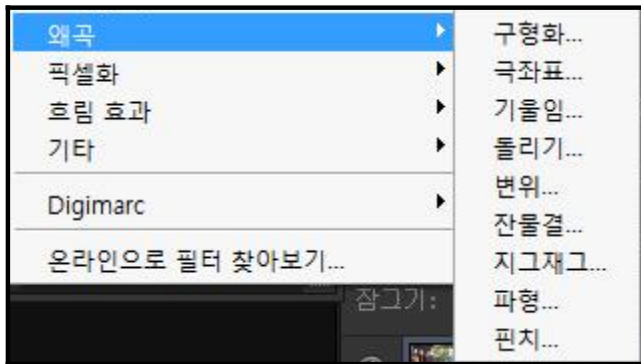 왜곡
픽셀화
흐림 효과
기타
Digimarc
온라인으로 필터 찾아보기...
구형화...
극좌표...
기울임...
돌리기...
변위...
잔물결...
지그재그...
파형...
핀치...
잠그기: